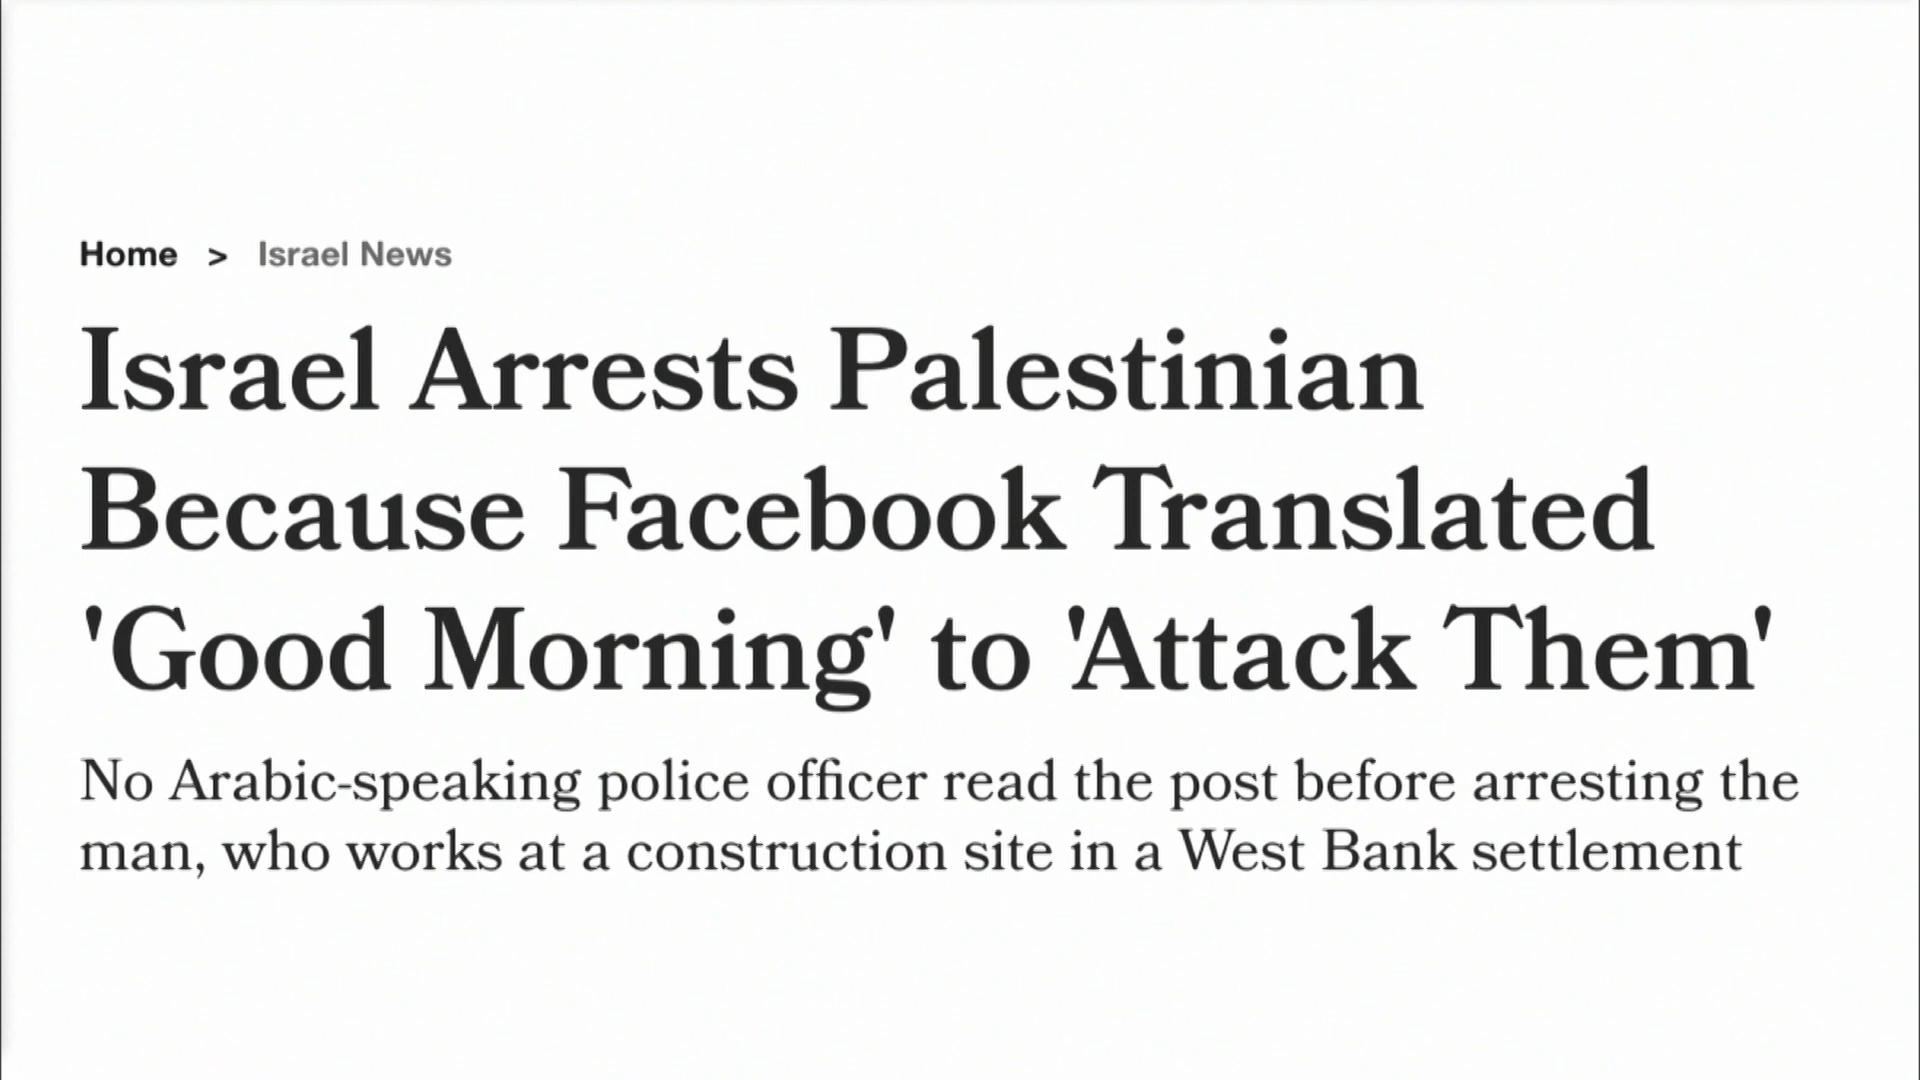 Home > Israel News
Israel Arrests Palestinian
Because Facebook Translated
'Good Morning' to 'Attack Them'
No Arabic-speaking police officer read the post before arresting the
man, who works at a construction site in a West Bank settlement